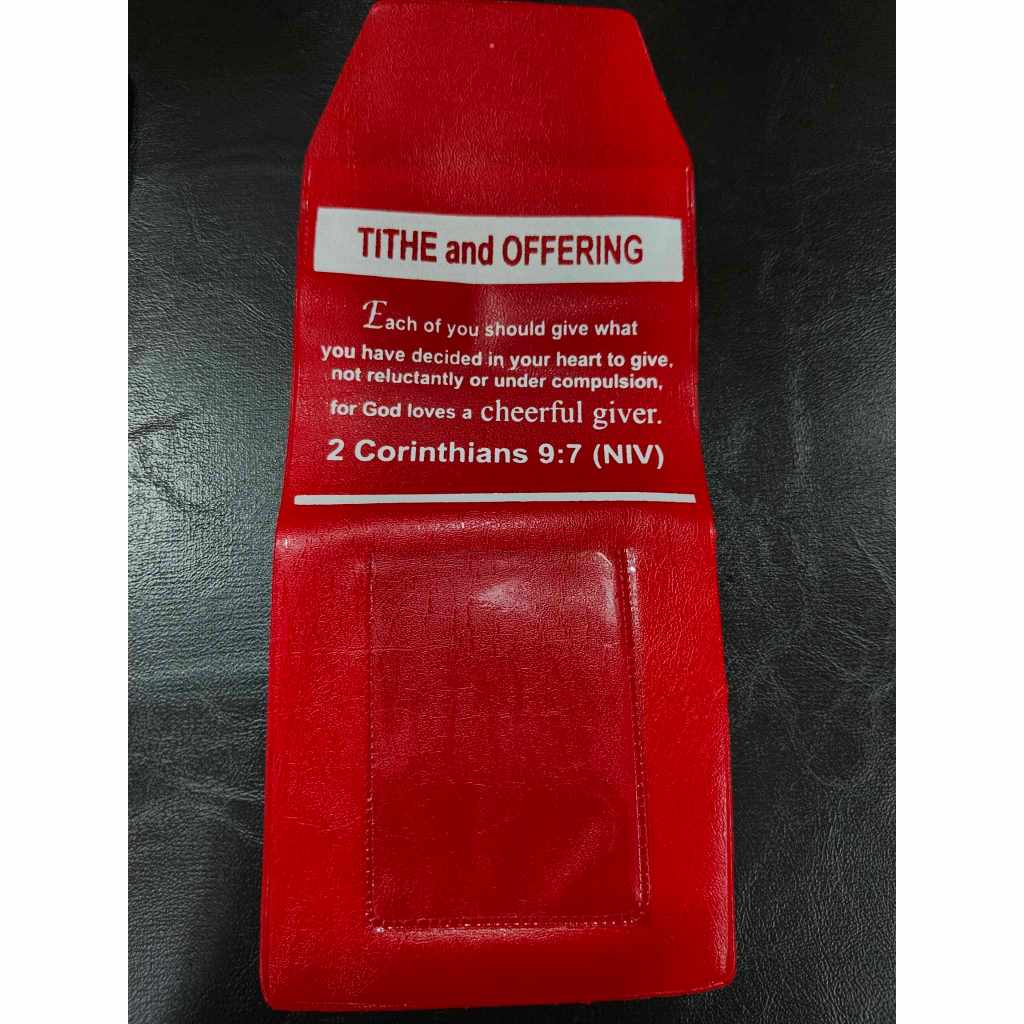 TITHE and OFFERING
Each of you should give what
you have decided in your heart to give,
not reluctantly or under compulsion,
for God loves a cheerful giver.
2 Corinthians 9:7 (NIV)